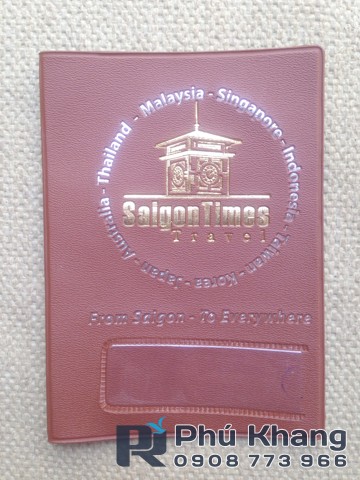 Australia - Thailand - Malaysia - Singapore - Indonesia - Taiwan - Korea - Japan -
SaigonTimes
Travel
From Saigon - To Everywhere
Phú Khang
0908 773 966